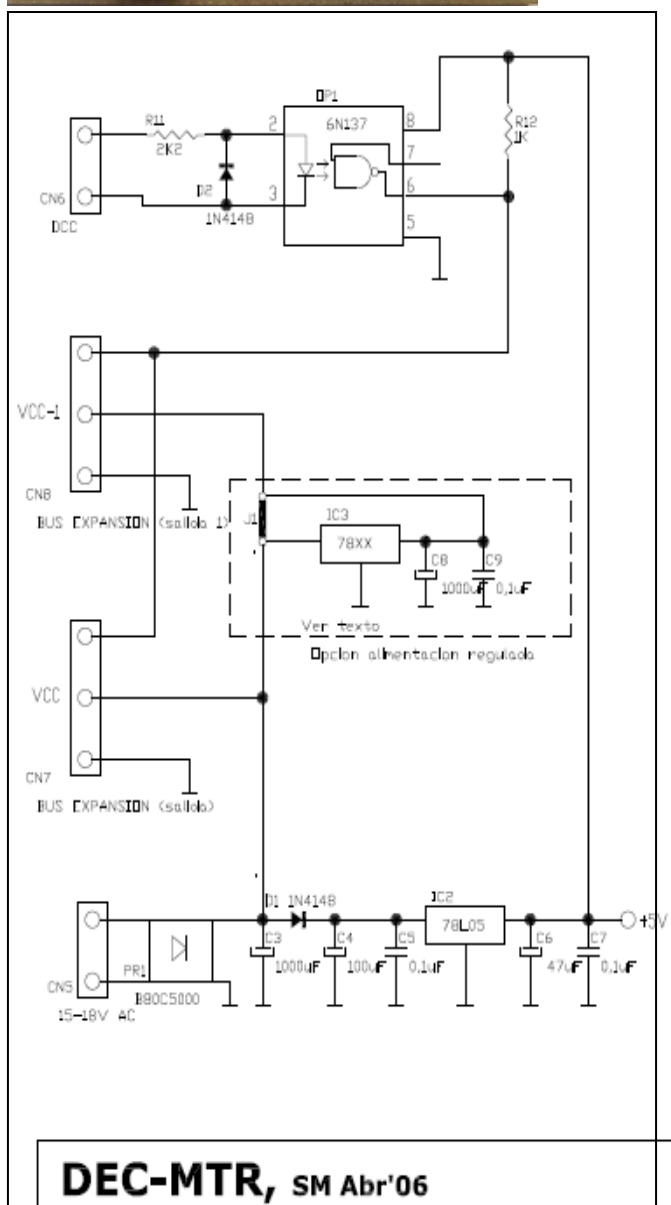 OP1
R11
2
6N137
8
R12
1K
2K2
7
D2
6
3
CN6
1N4148
5
DCC
VCC-1
CN8
BUS EXPANSION (salida 1)
J1
IC3
78XX
C8
C9
1000uF
0,1uF
Ver texto
Opcion alimentacion regulada
VCC
CN7
BUS EXPANSION (salida)
D1 1N4148
IC2
+5V
78L05
C3
C4
C5
C6
C7
1000uF
100uF
0,1uF
47uF
0,1uF
PR1
CN5
B80C5000
15-18V AC
DEC-MTR, SM Abr'06